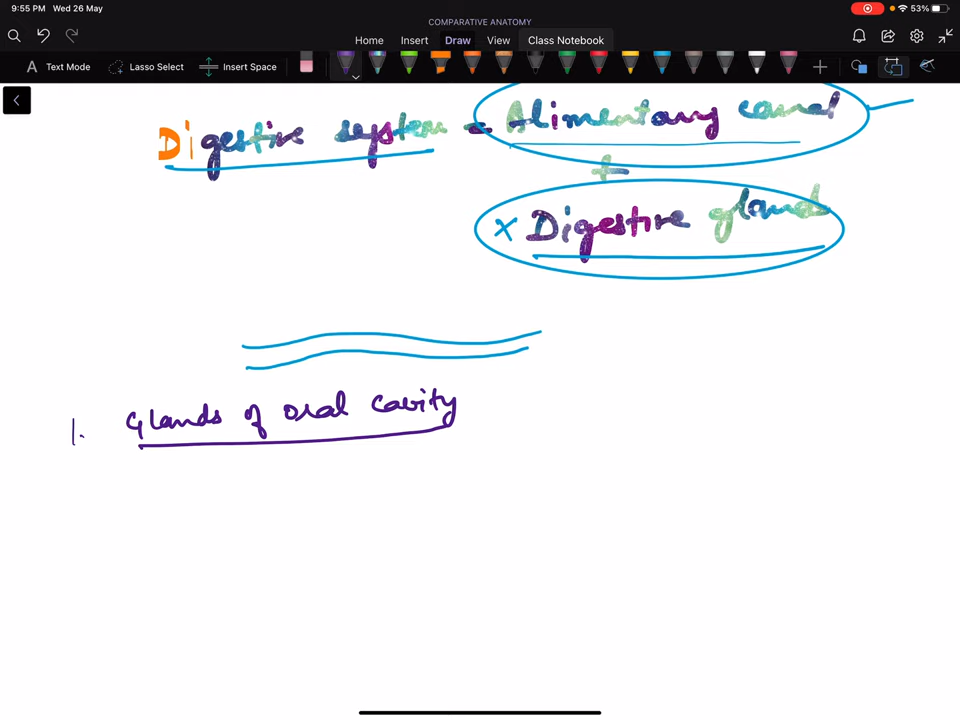 9:55 PM Wed 26 May
53%
COMPARATIVE ANATOMY
Home Insert Draw View Class Notebook
Text Mode Lasso Select Insert Space
Digestive system = Alimentary canal
+
x Digestive glands
1. Glands of oral cavity